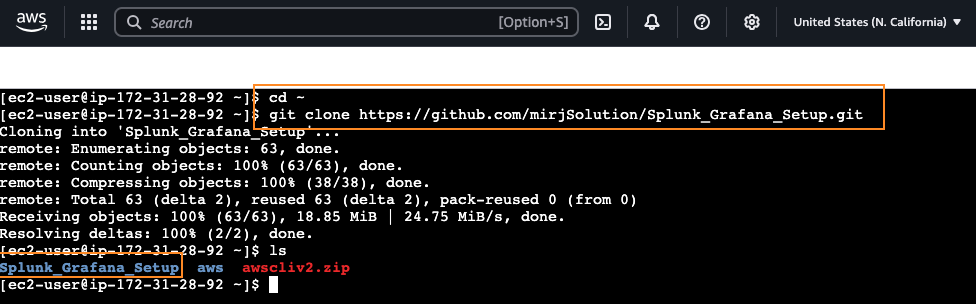 aws Search [Option+S] United States (N. California)
[ec2-user@ip-172-31-28-92 ~]$ cd ~
[ec2-user@ip-172-31-28-92 ~]$ git clone https://github.com/mirjSolution/Splunk_Grafana_Setup.git
Cloning into 'Splunk_Grafana_Setup'...
remote: Enumerating objects: 63, done.
remote: Counting objects: 100% (63/63), done.
remote: Compressing objects: 100% (38/38), done.
remote: Total 63 (delta 2), reused 63 (delta 2), pack-reused 0 (from 0)
Receiving objects: 100% (63/63), 18.85 MiB | 24.75 MiB/s, done.
Resolving deltas: 100% (2/2), done.
[ec2-user@ip-172-31-28-92 ~]$ ls
Splunk_Grafana_Setup aws awscliv2.zip
[ec2-user@ip-172-31-28-92 ~]$